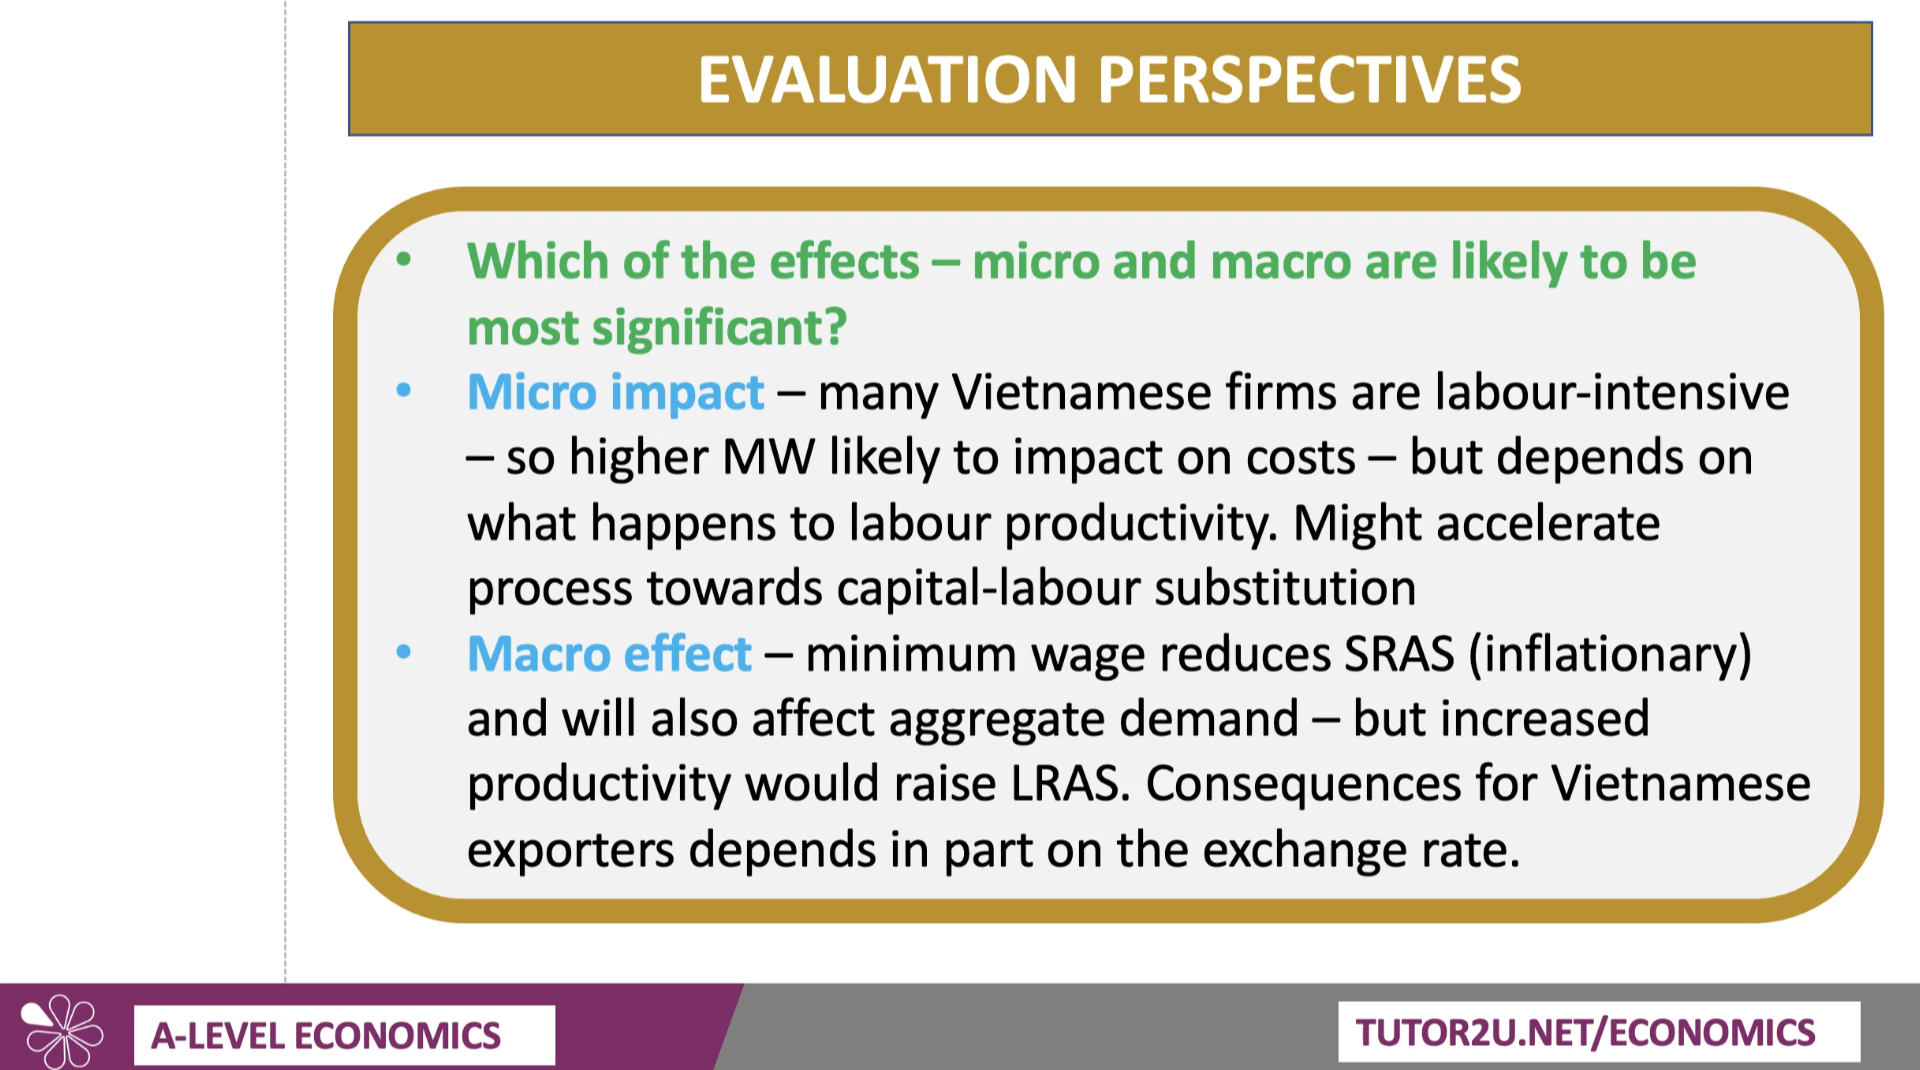 EVALUATION PERSPECTIVES
• Which of the effects – micro and macro are likely to be
most significant?
• Micro impact – many Vietnamese firms are labour-intensive
– so higher MW likely to impact on costs – but depends on
what happens to labour productivity. Might accelerate
process towards capital-labour substitution
• Macro effect – minimum wage reduces SRAS (inflationary)
and will also affect aggregate demand – but increased
productivity would raise LRAS. Consequences for Vietnamese
exporters depends in part on the exchange rate.
A-LEVEL ECONOMICS
TUTOR2U.NET/ECONOMICS